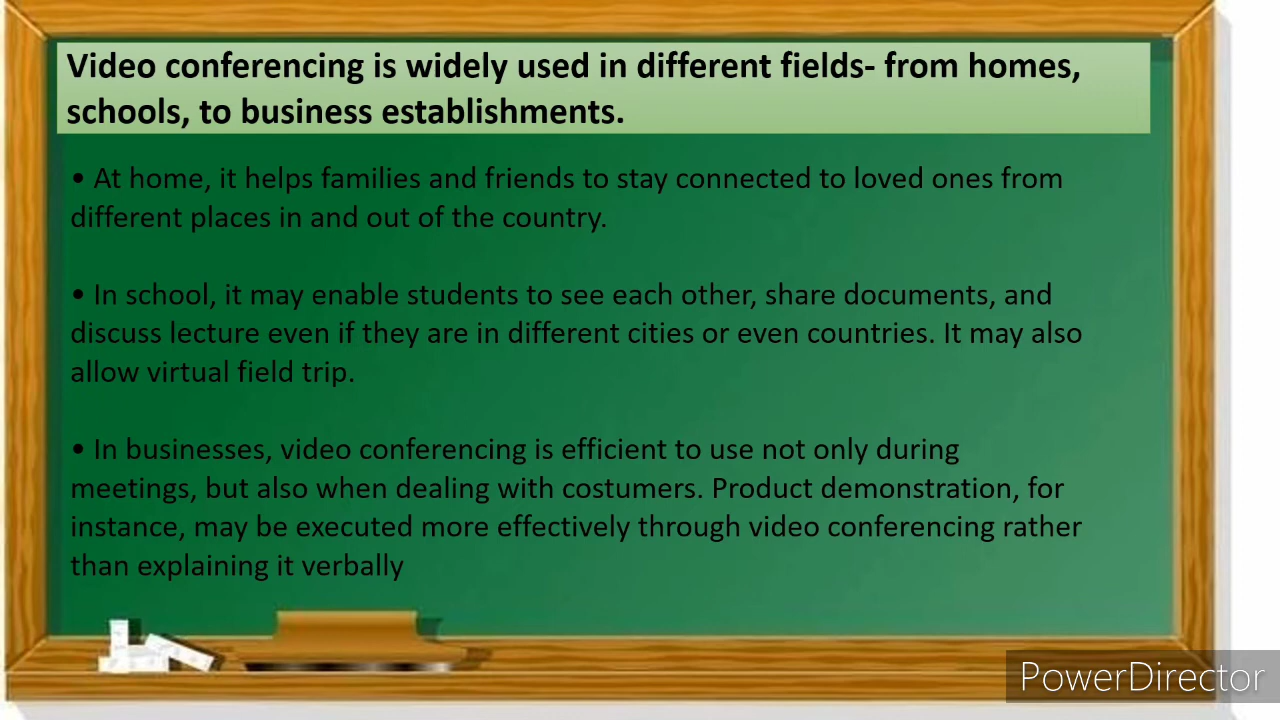 Video conferencing is widely used in different fields- from homes,
schools, to business establishments.
• At home, it helps families and friends to stay connected to loved ones from
different places in and out of the country.
• In school, it may enable students to see each other, share documents, and
discuss lecture even if they are in different cities or even countries. It may also
allow virtual field trip.
• In businesses, video conferencing is efficient to use not only during
meetings, but also when dealing with costumers. Product demonstration, for
instance, may be executed more effectively through video conferencing rather
than explaining it verbally
PowerDirector